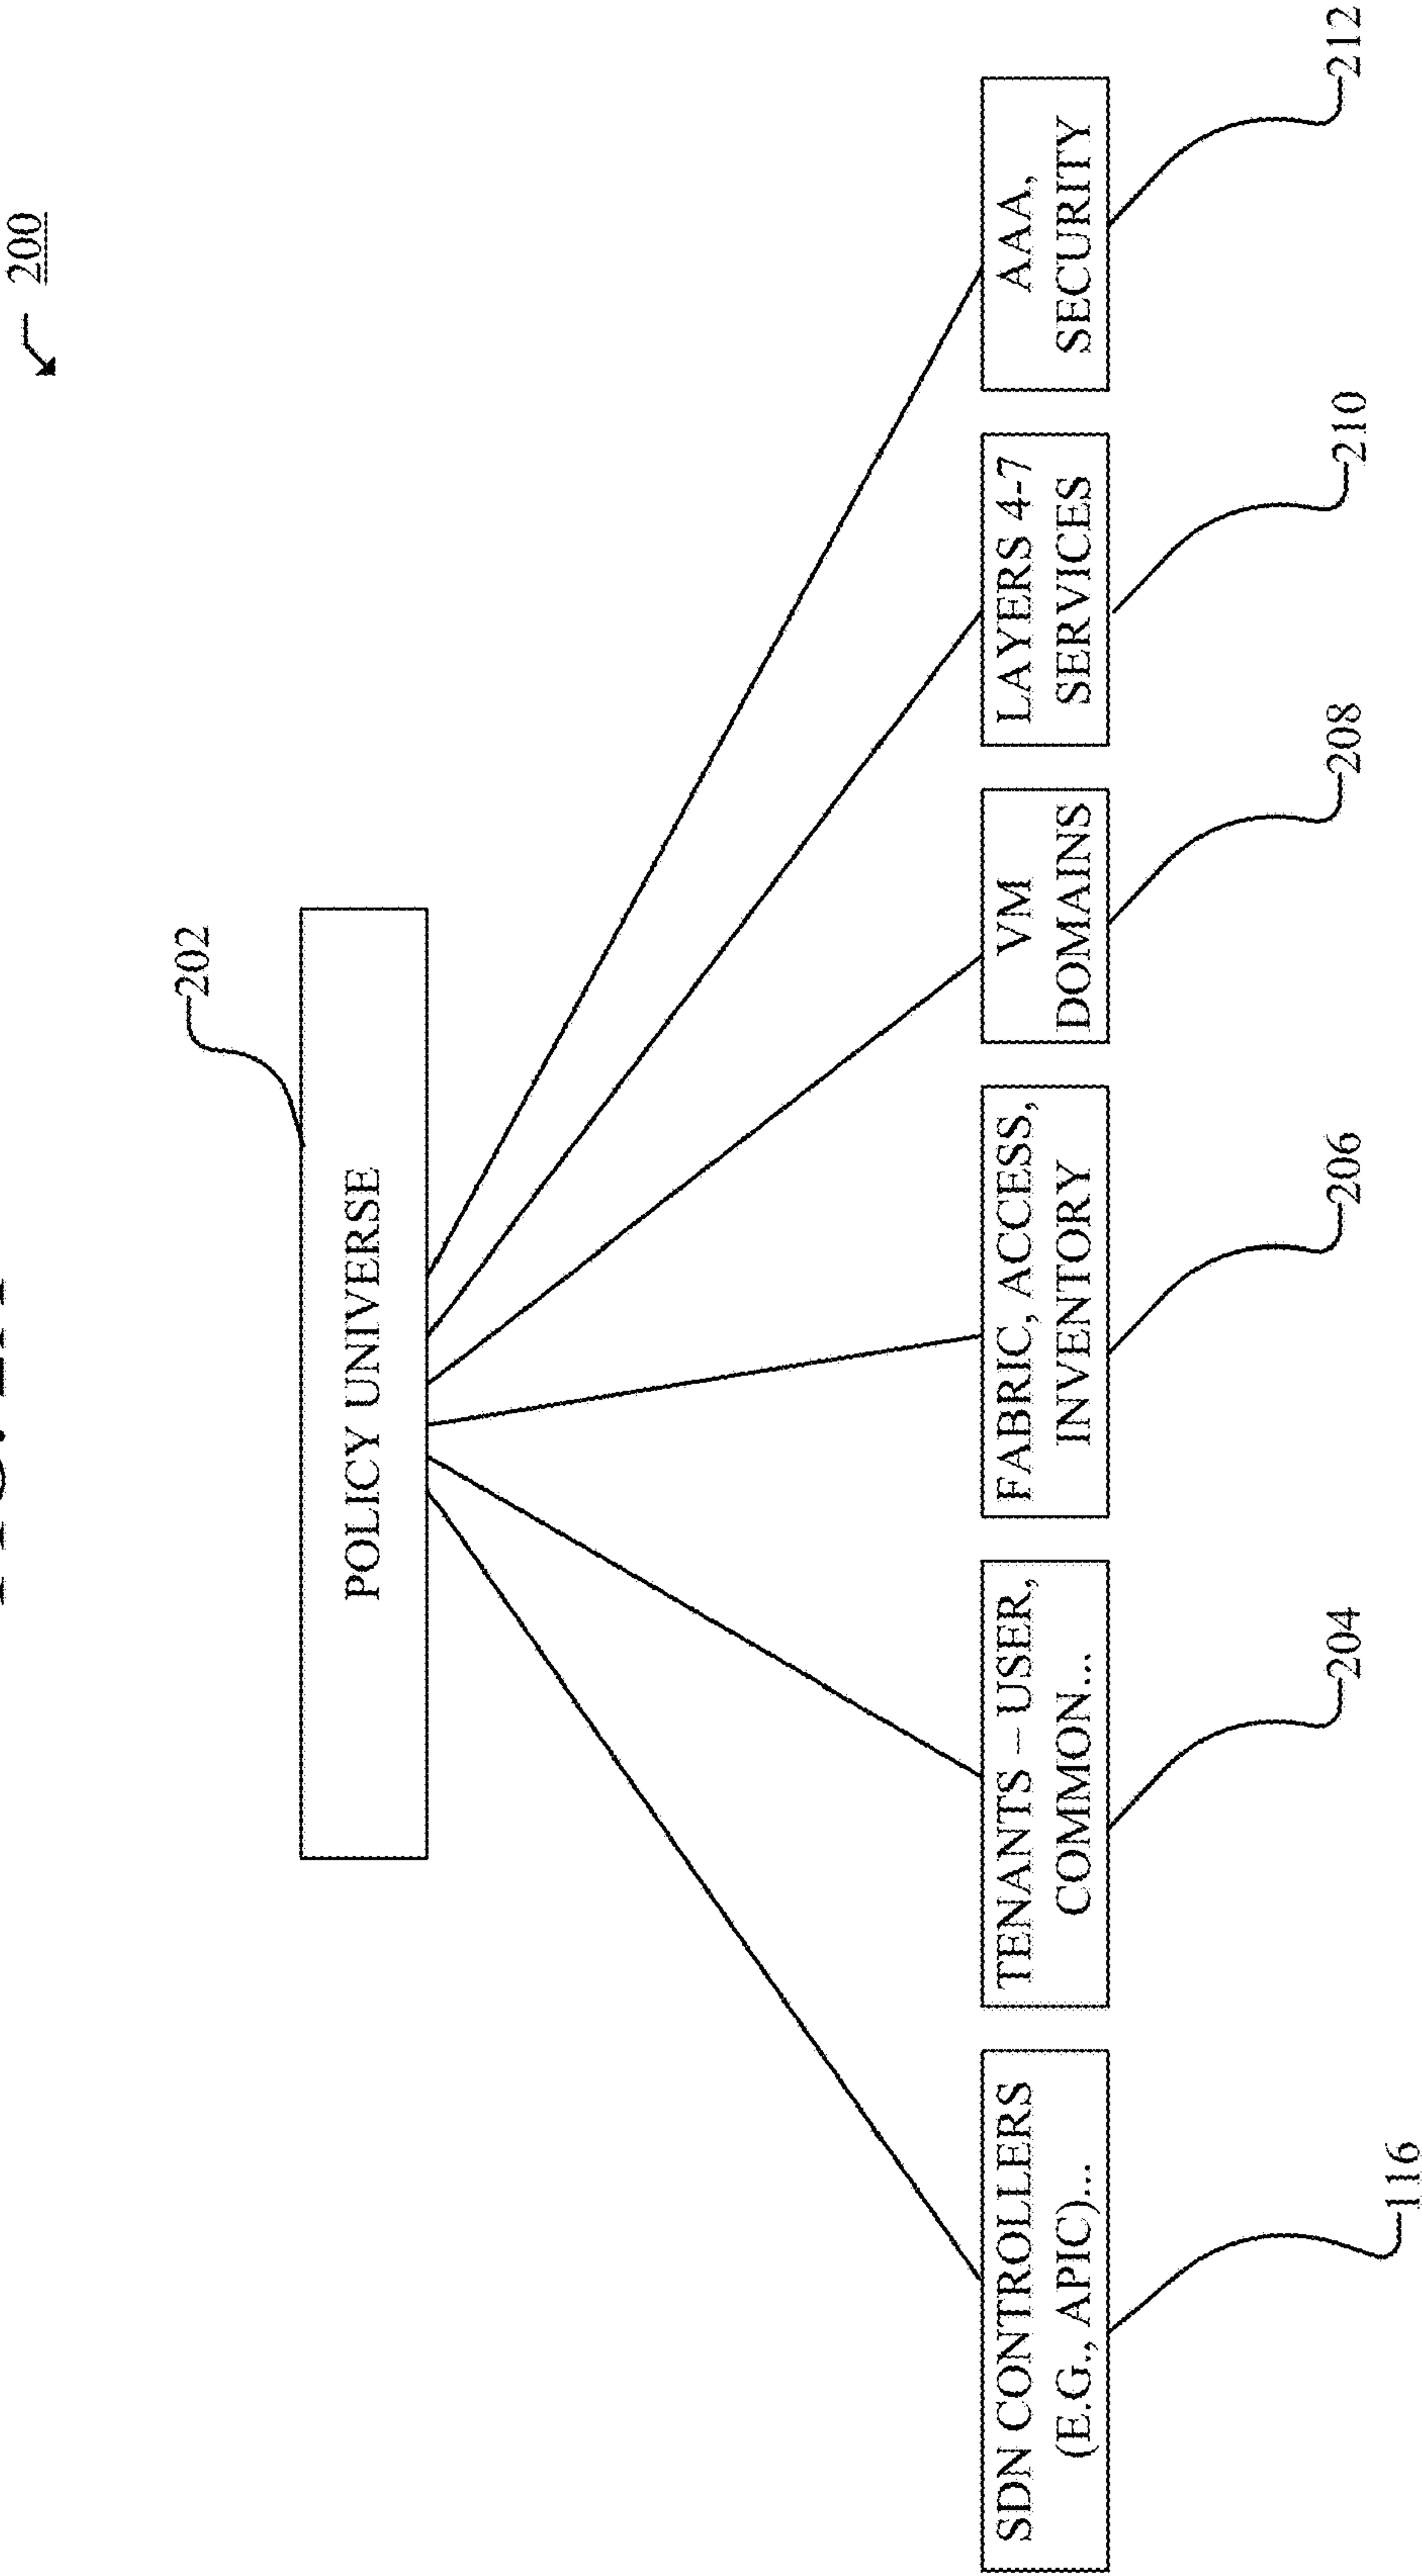 200
202
POLICY UNIVERSE
SDN CONTROLLERS
(E.G., APIC)...
TENANTS – USER,
COMMON...
FABRIC, ACCESS,
INVENTORY
VM
DOMAINS
LAYERS 4-7
SERVICES
AAA,
SECURITY
116
204
206
208
210
212